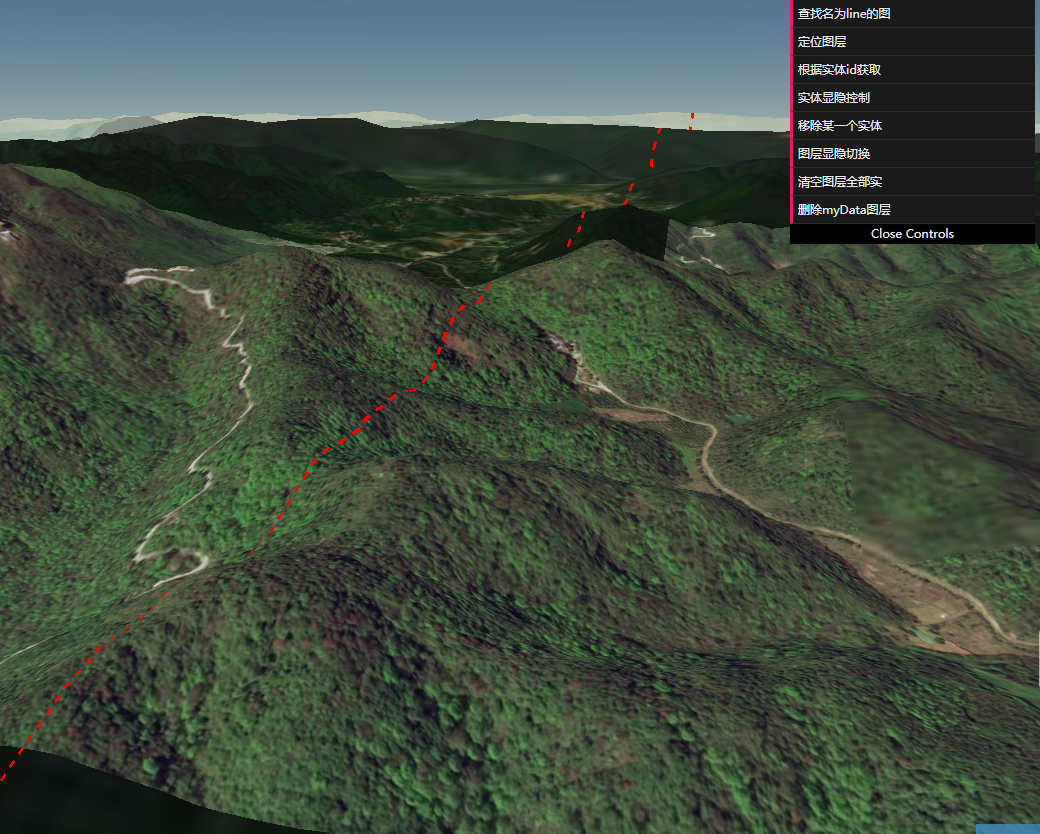 查找名为line的图
定位图层
根据实体id获取
实体显隐控制
移除某一个实体
图层显隐切换
清空图层全部实
删除myData图层
Close Controls